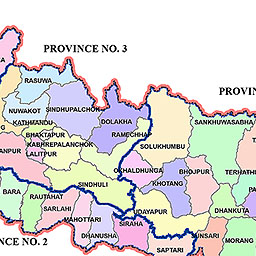 PROVINCE NO. 3
PROVIN
RASUWA
NUWAKOT
SINDHUPALCHOK
SANKHUWASABHA
KATHMANDU
DOLAKHA
BHAKTAPUR
RAMECHHAP
KABHREPALANCHOK
SOLUKHUMBU
ANPUR
LALITPUR
OKHALDHUNGA
BHOJPUR
TERHATH
SINDHULI
KHOTANG
BARA
RAUTAHAT
SARLAHI
UDAYAPUR
DHANKUTA
MAHOTTARI
SIRAHA
DHANUSHA
SUNSARI
NCE NO. 2
SAPTARI
MORANG